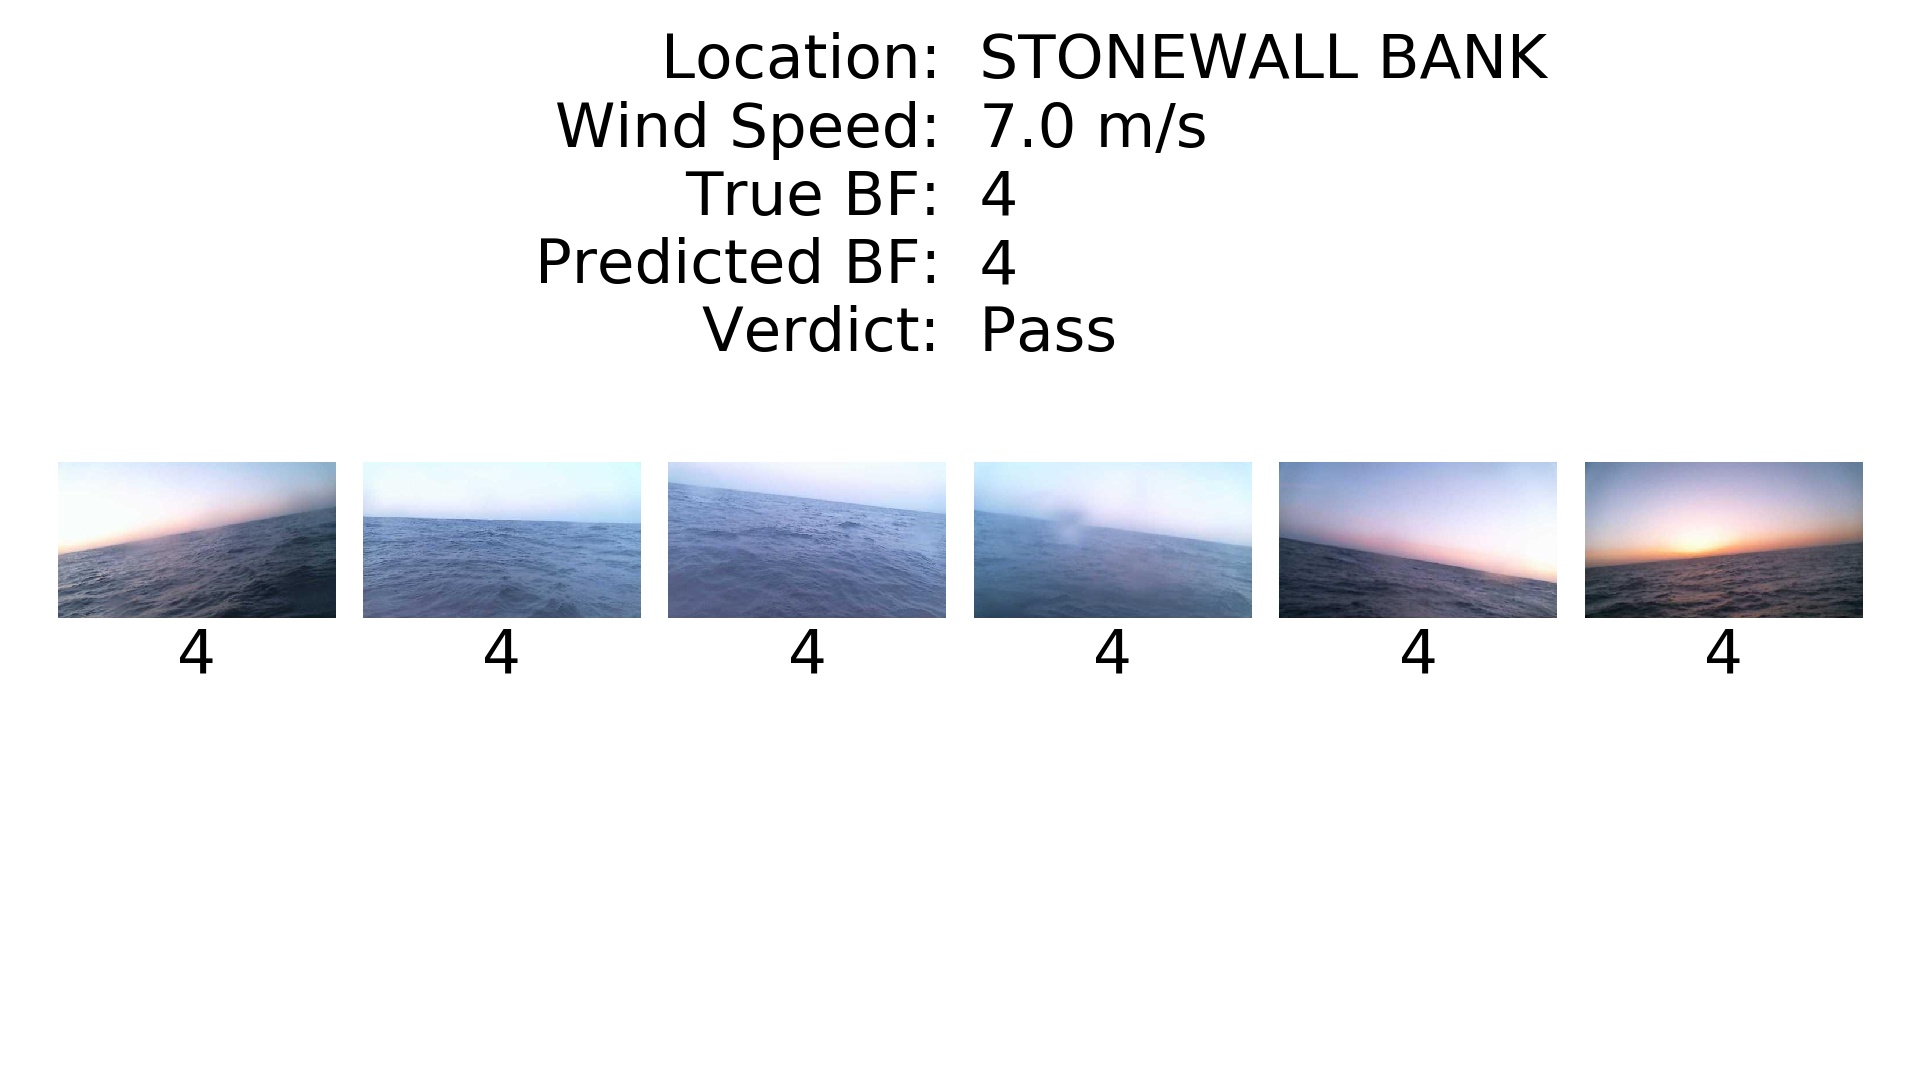 Location: STONEWALL BANK
Wind Speed: 7.0 m/s
True BF: 4
Predicted BF: 4
Verdict: Pass
4 4 4 4 4 4